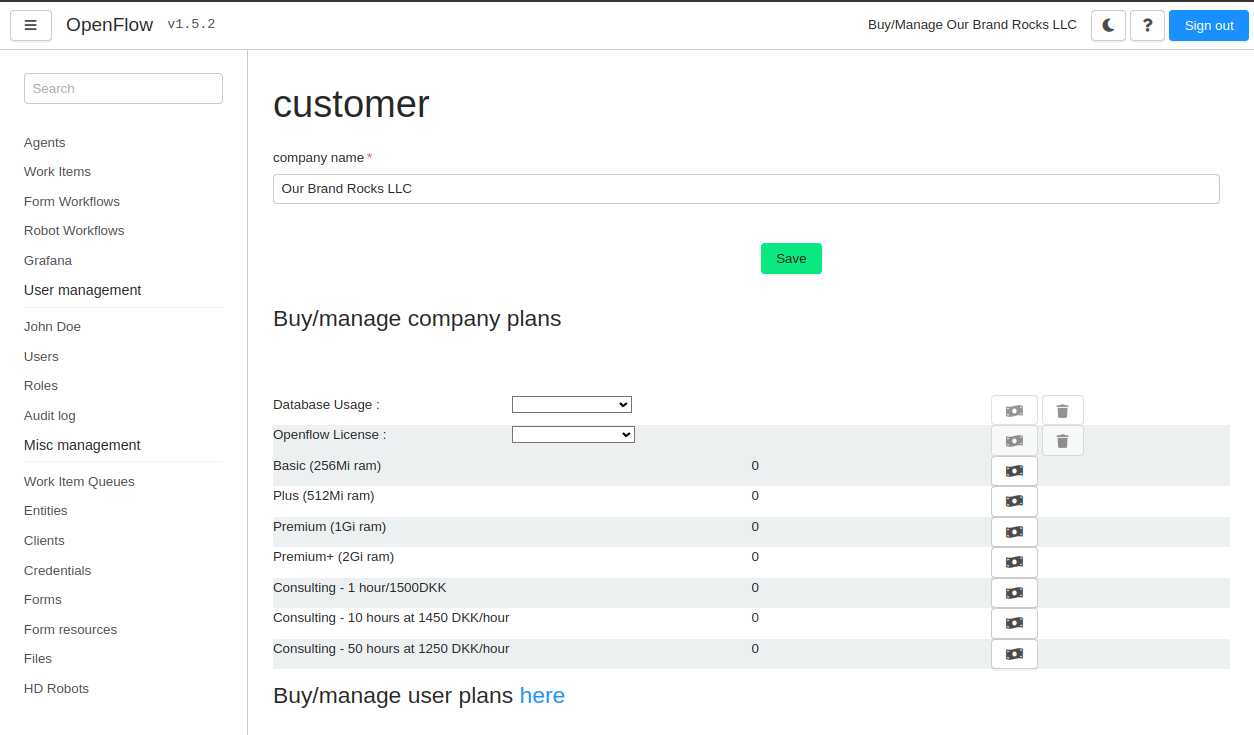 OpenFlow v1.5.2 Buy/Manage Our Brand Rocks LLC ? Sign out
Search
Agents
Work Items
Form Workflows
Robot Workflows
Grafana
User management
John Doe
Users
Roles
Audit log
Misc management
Work Item Queues
Entities
Clients
Credentials
Forms
Form resources
Files
HD Robots
customer
company name *
Our Brand Rocks LLC
Save
Buy/manage company plans
Database Usage :
Openflow License :
Basic (256Mi ram) 0
Plus (512Mi ram) 0
Premium (1Gi ram) 0
Premium+ (2Gi ram) 0
Consulting - 1 hour/1500DKK 0
Consulting - 10 hours at 1450 DKK/hour 0
Consulting - 50 hours at 1250 DKK/hour 0
Buy/manage user plans here